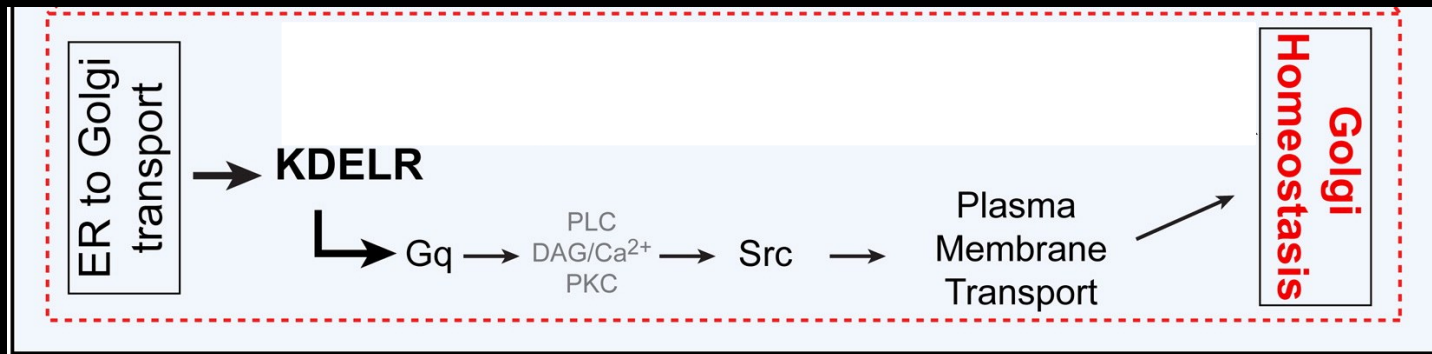 ER to Golgi
transport
KDELR
Gq
PLC
DAG/Ca²⁺
PKC
Src
Plasma
Membrane
Transport
Golgi
Homeostasis